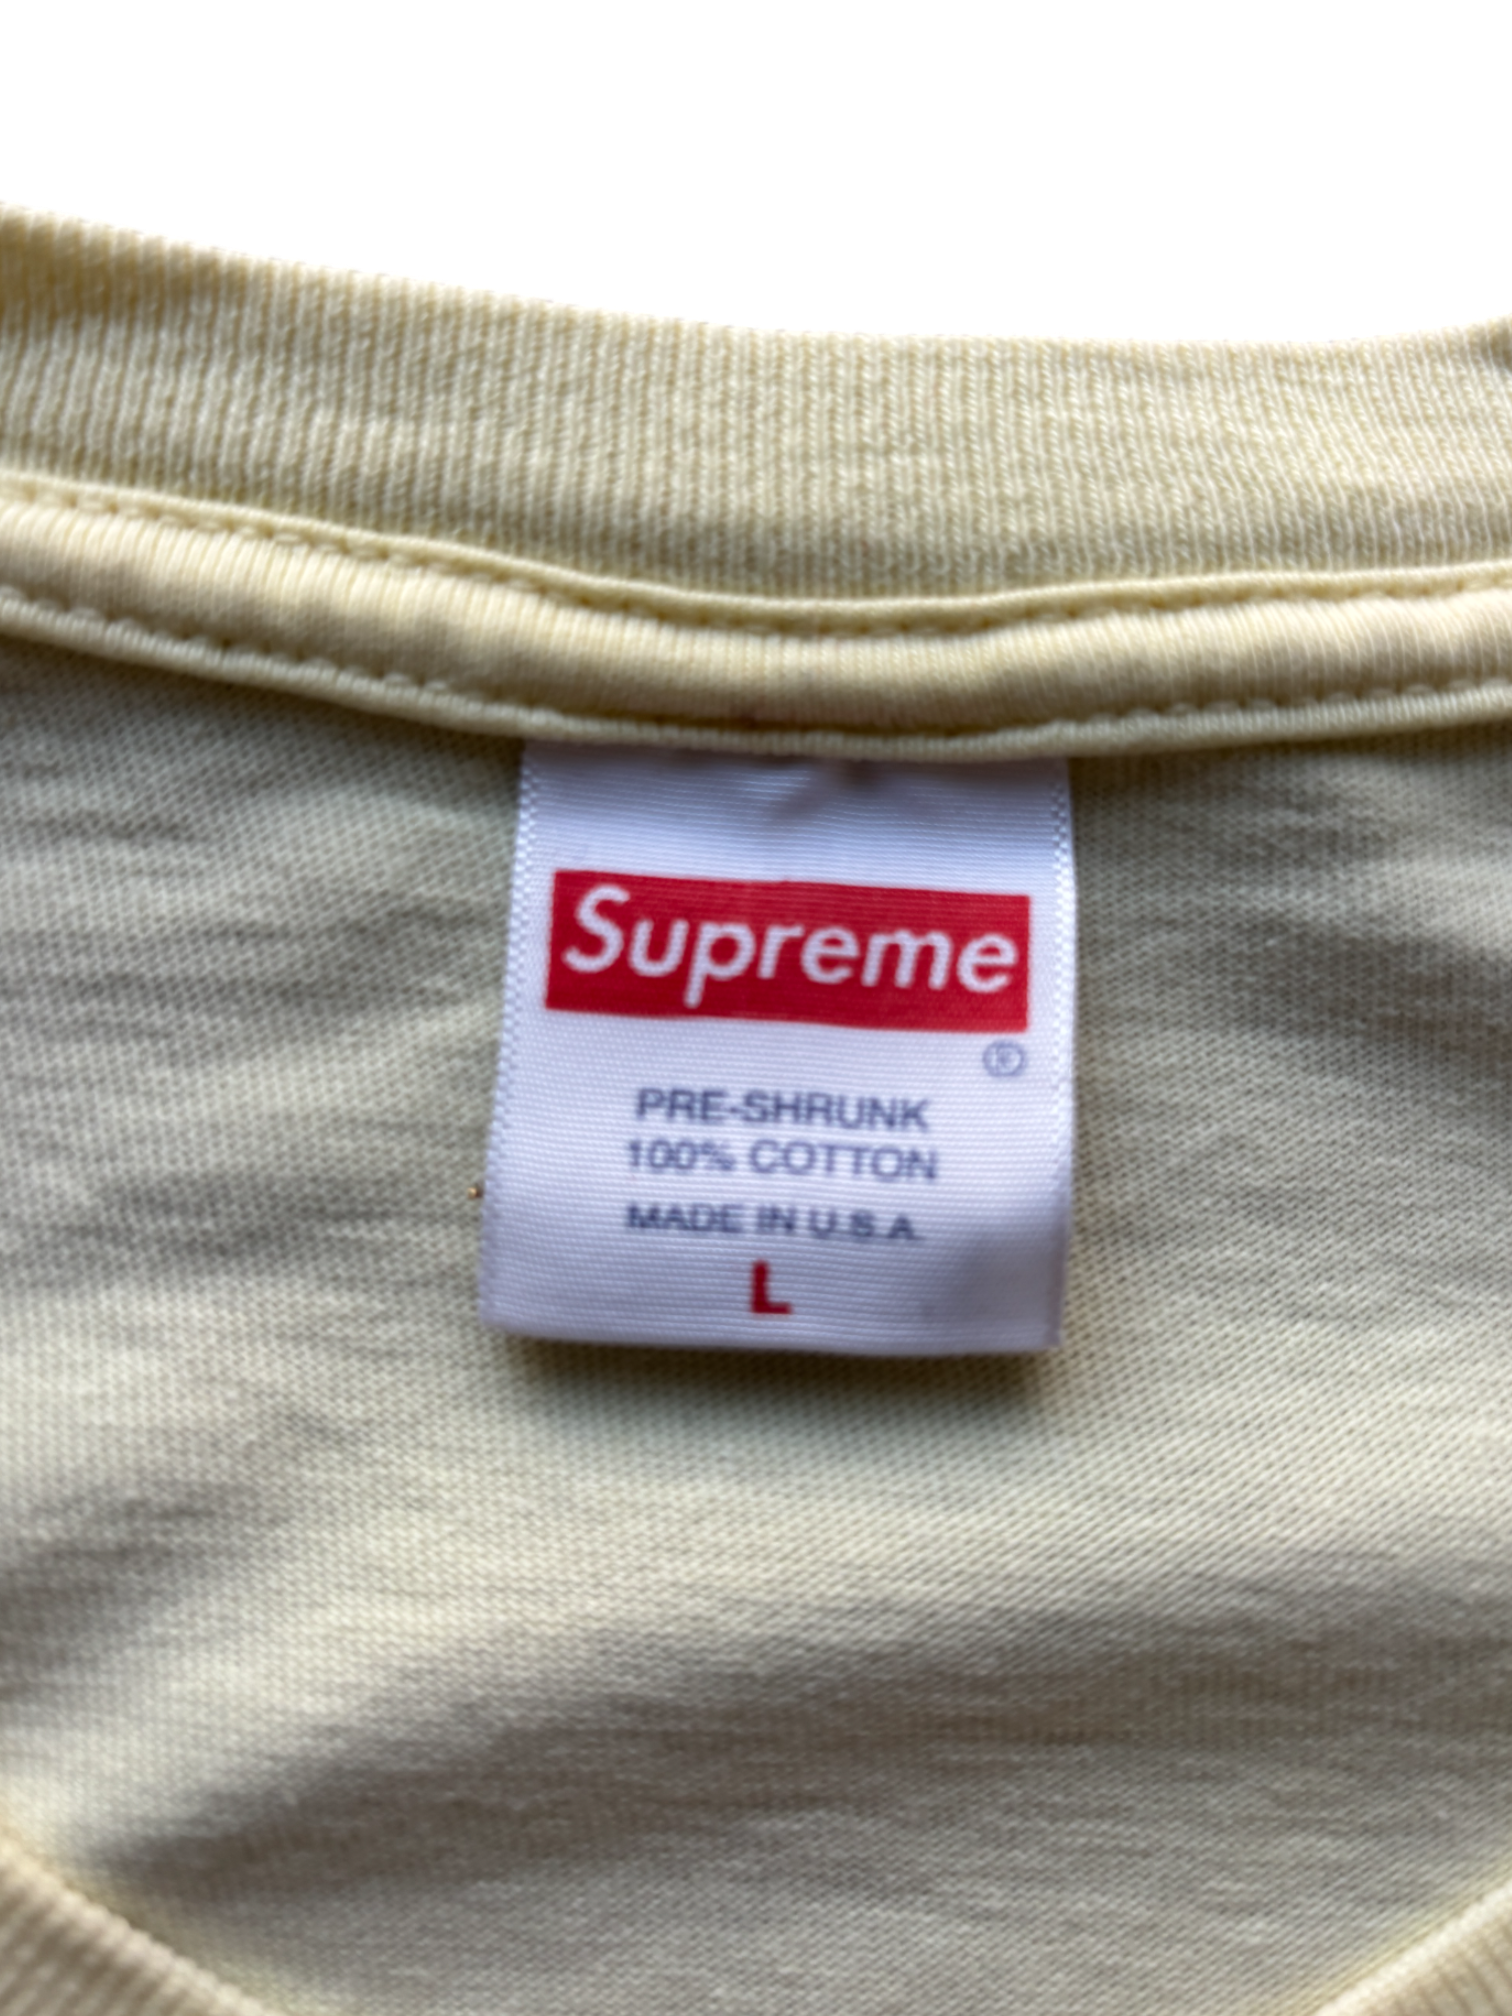 Supreme
®
PRE-SHRUNK
100% COTTON
MADE IN U.S.A.
L